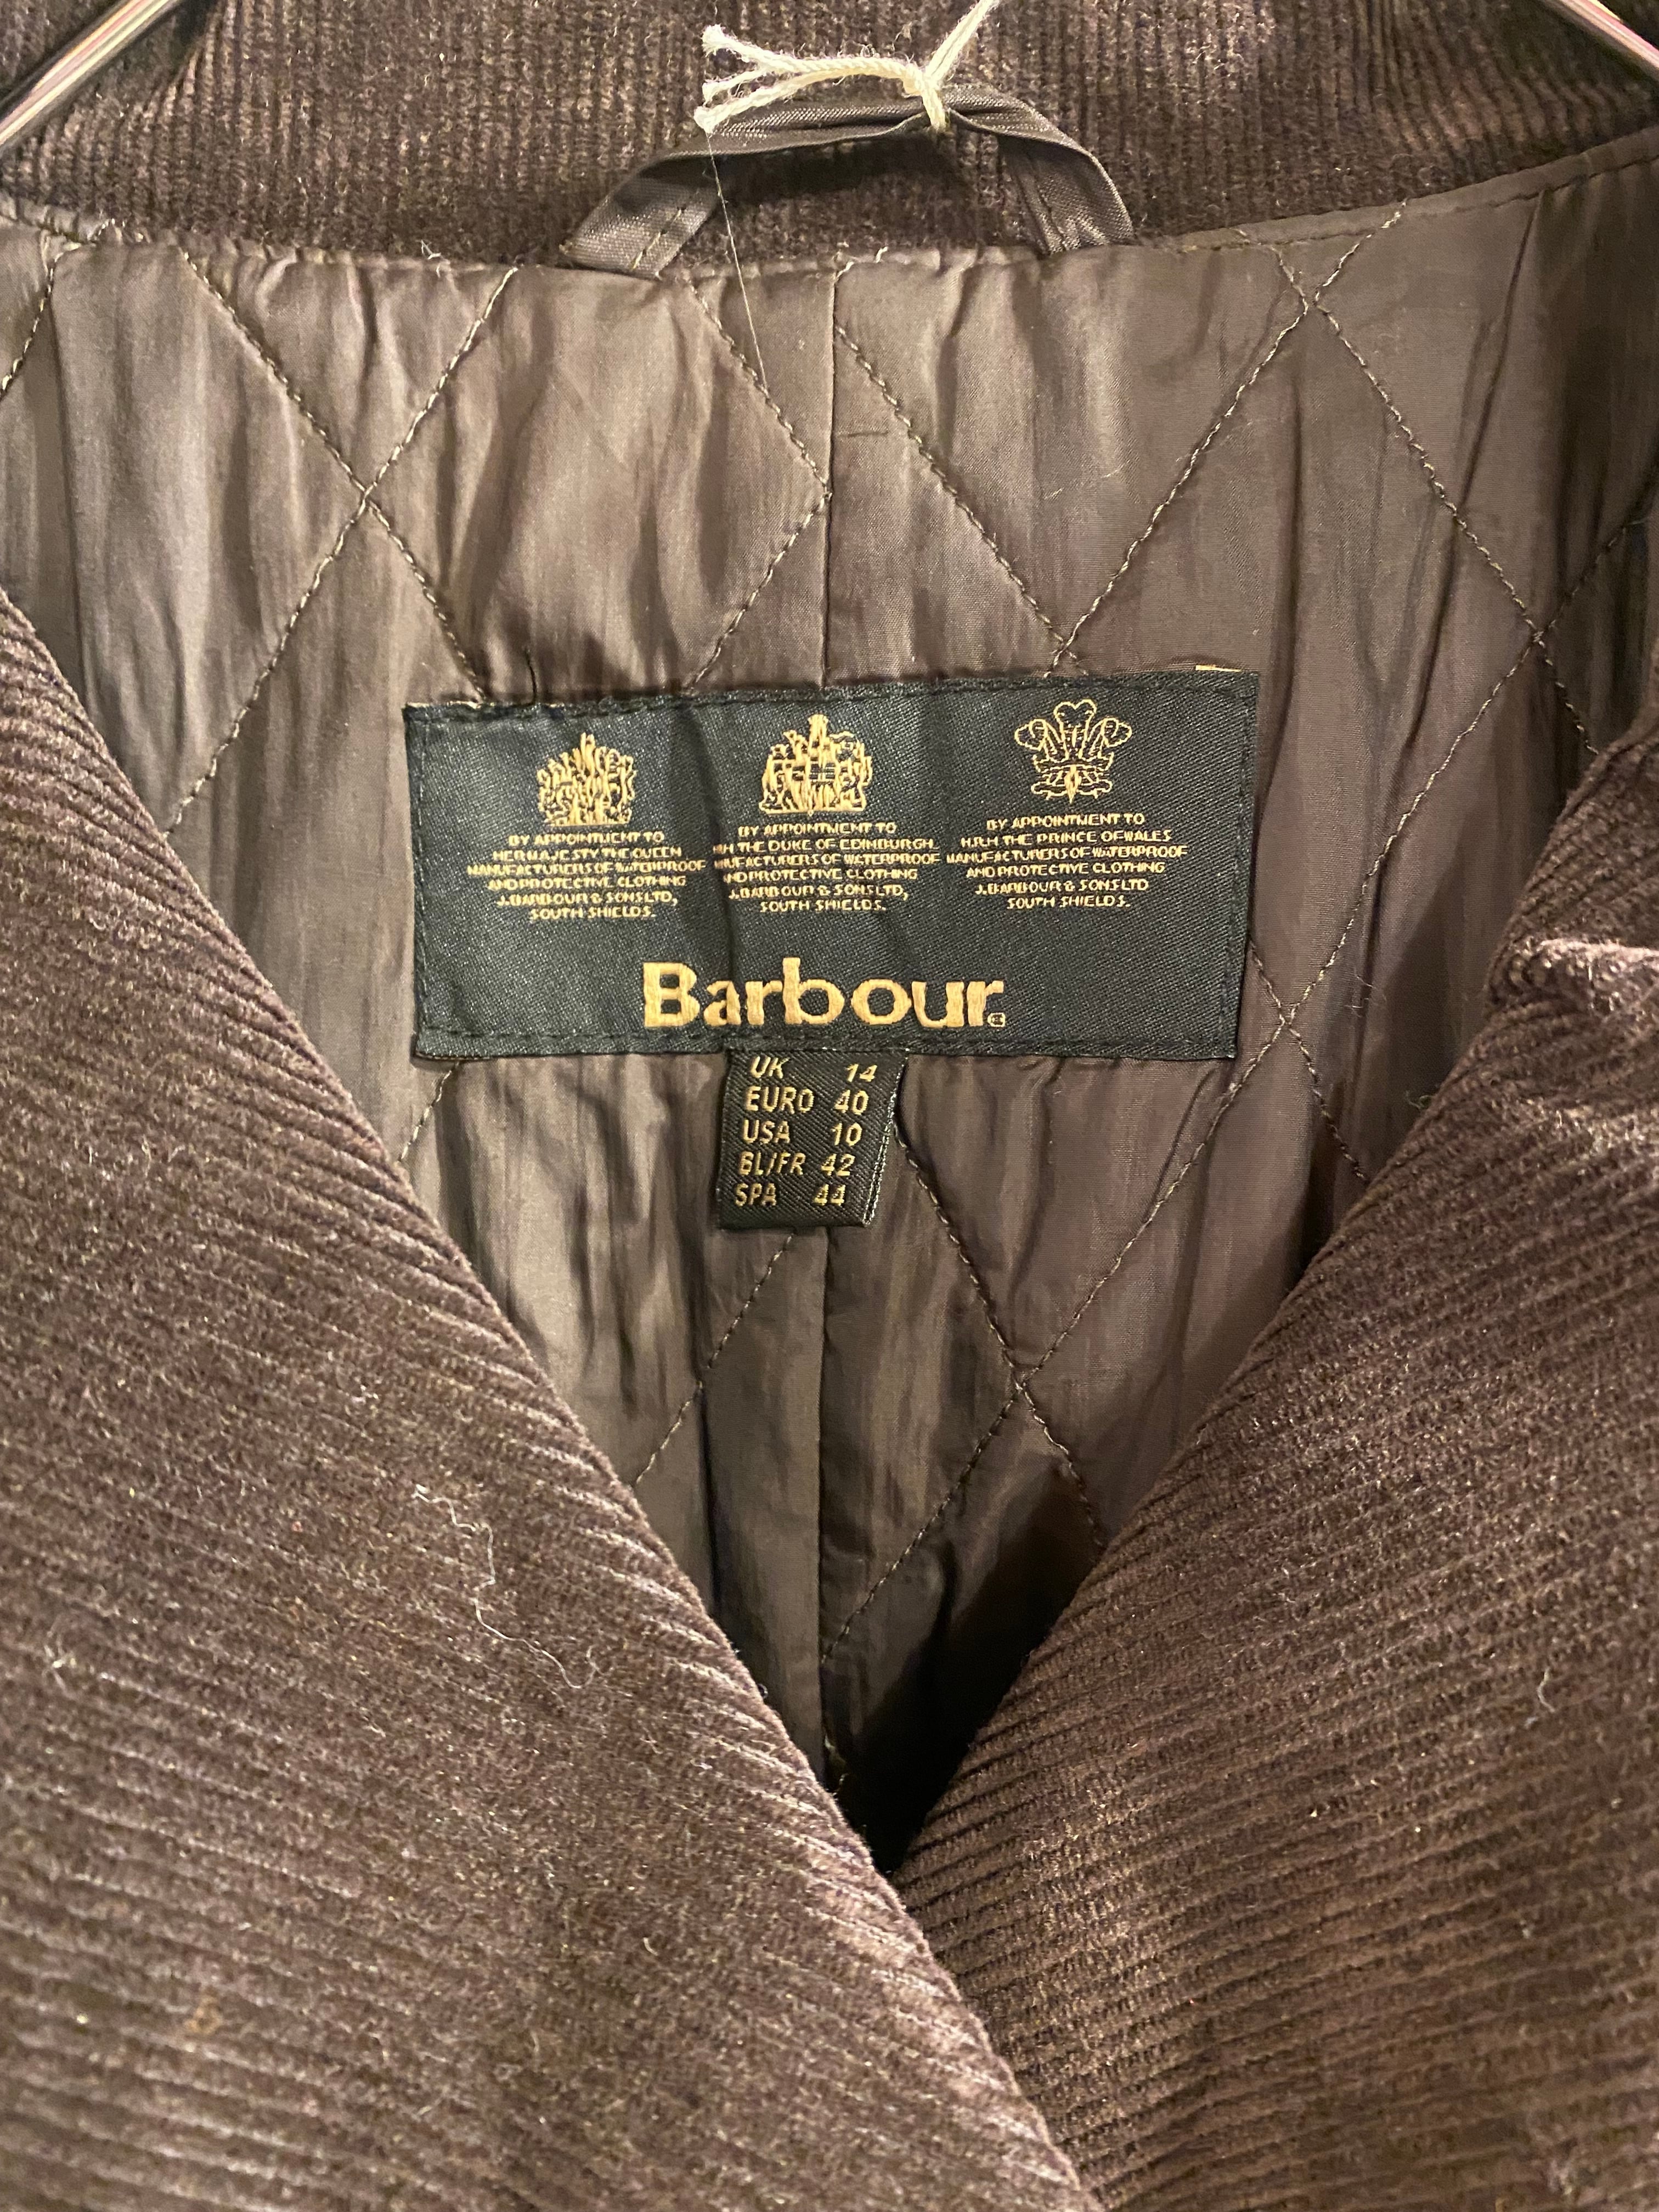 BY APPOINTMENT TO
HER MAJESTY THE QUEEN
MANUFACTURERS OF WATERPROOF
AND PROTECTIVE CLOTHING
J.BARBOUR & SONS LTD,
SOUTH SHIELDS.
BY APPOINTMENT TO
THE DUKE OF EDINBURGH
MANUFACTURERS OF WATERPROOF
AND PROTECTIVE CLOTHING
J.BARBOUR & SONS LTD,
SOUTH SHIELDS.
BY APPOINTMENT TO
H.R.H THE PRINCE OF WALES
MANUFACTURERS OF WATERPROOF
AND PROTECTIVE CLOTHING
J.BARBOUR & SONS LTD
SOUTH SHIELDS.
Barbour®
UK 14
EURO 40
USA 10
BL/FR 42
SPA 44